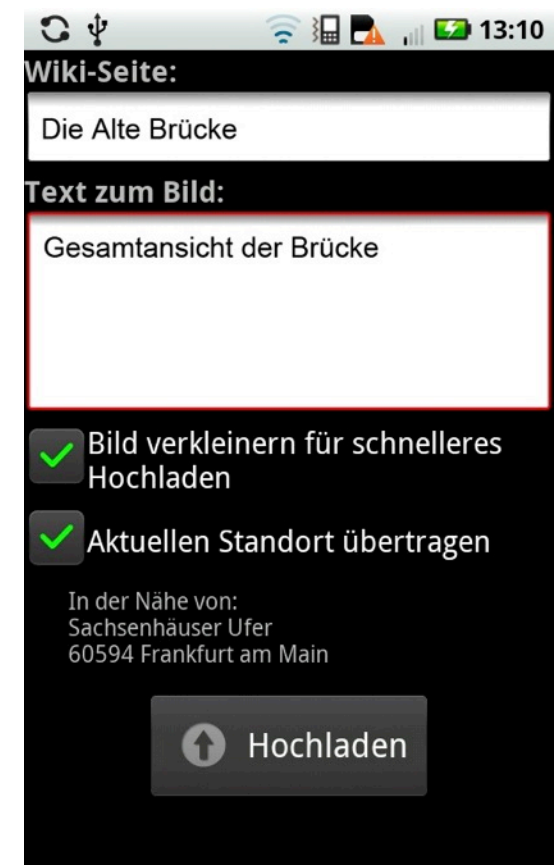 13:10
Wiki-Seite:
Die Alte Brücke
Text zum Bild:
Gesamtansicht der Brücke
Bild verkleinern für schnelleres
Hochladen
Aktuellen Standort übertragen
In der Nähe von:
Sachsenhäuser Ufer
60594 Frankfurt am Main
Hochladen